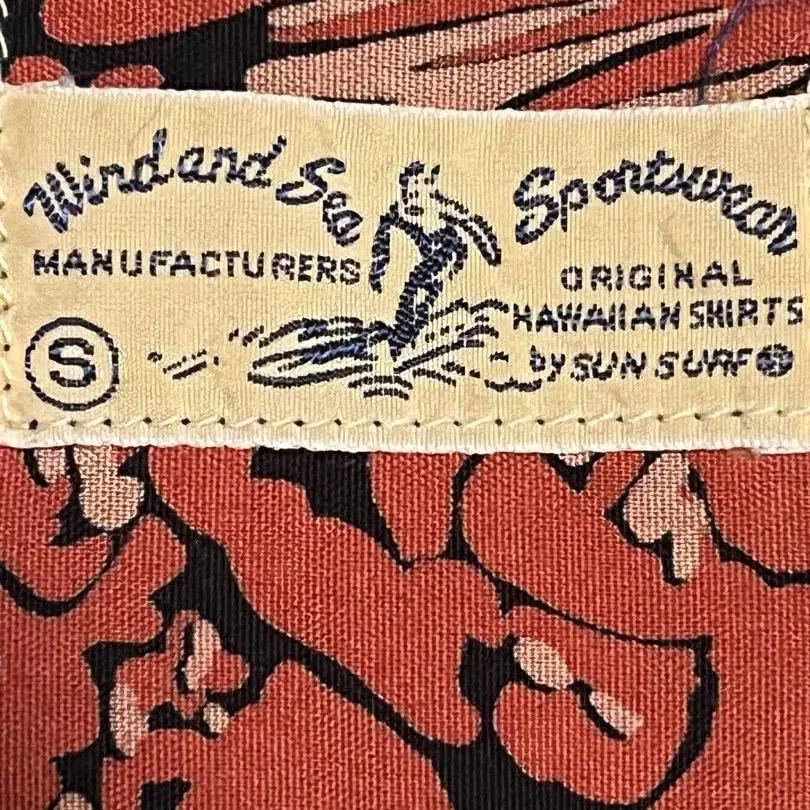 Wind and Sea Sportswear
MANUFACTURERS
ORIGINAL
HAWAIIAN SHIRTS
by SUN SURF ®
S